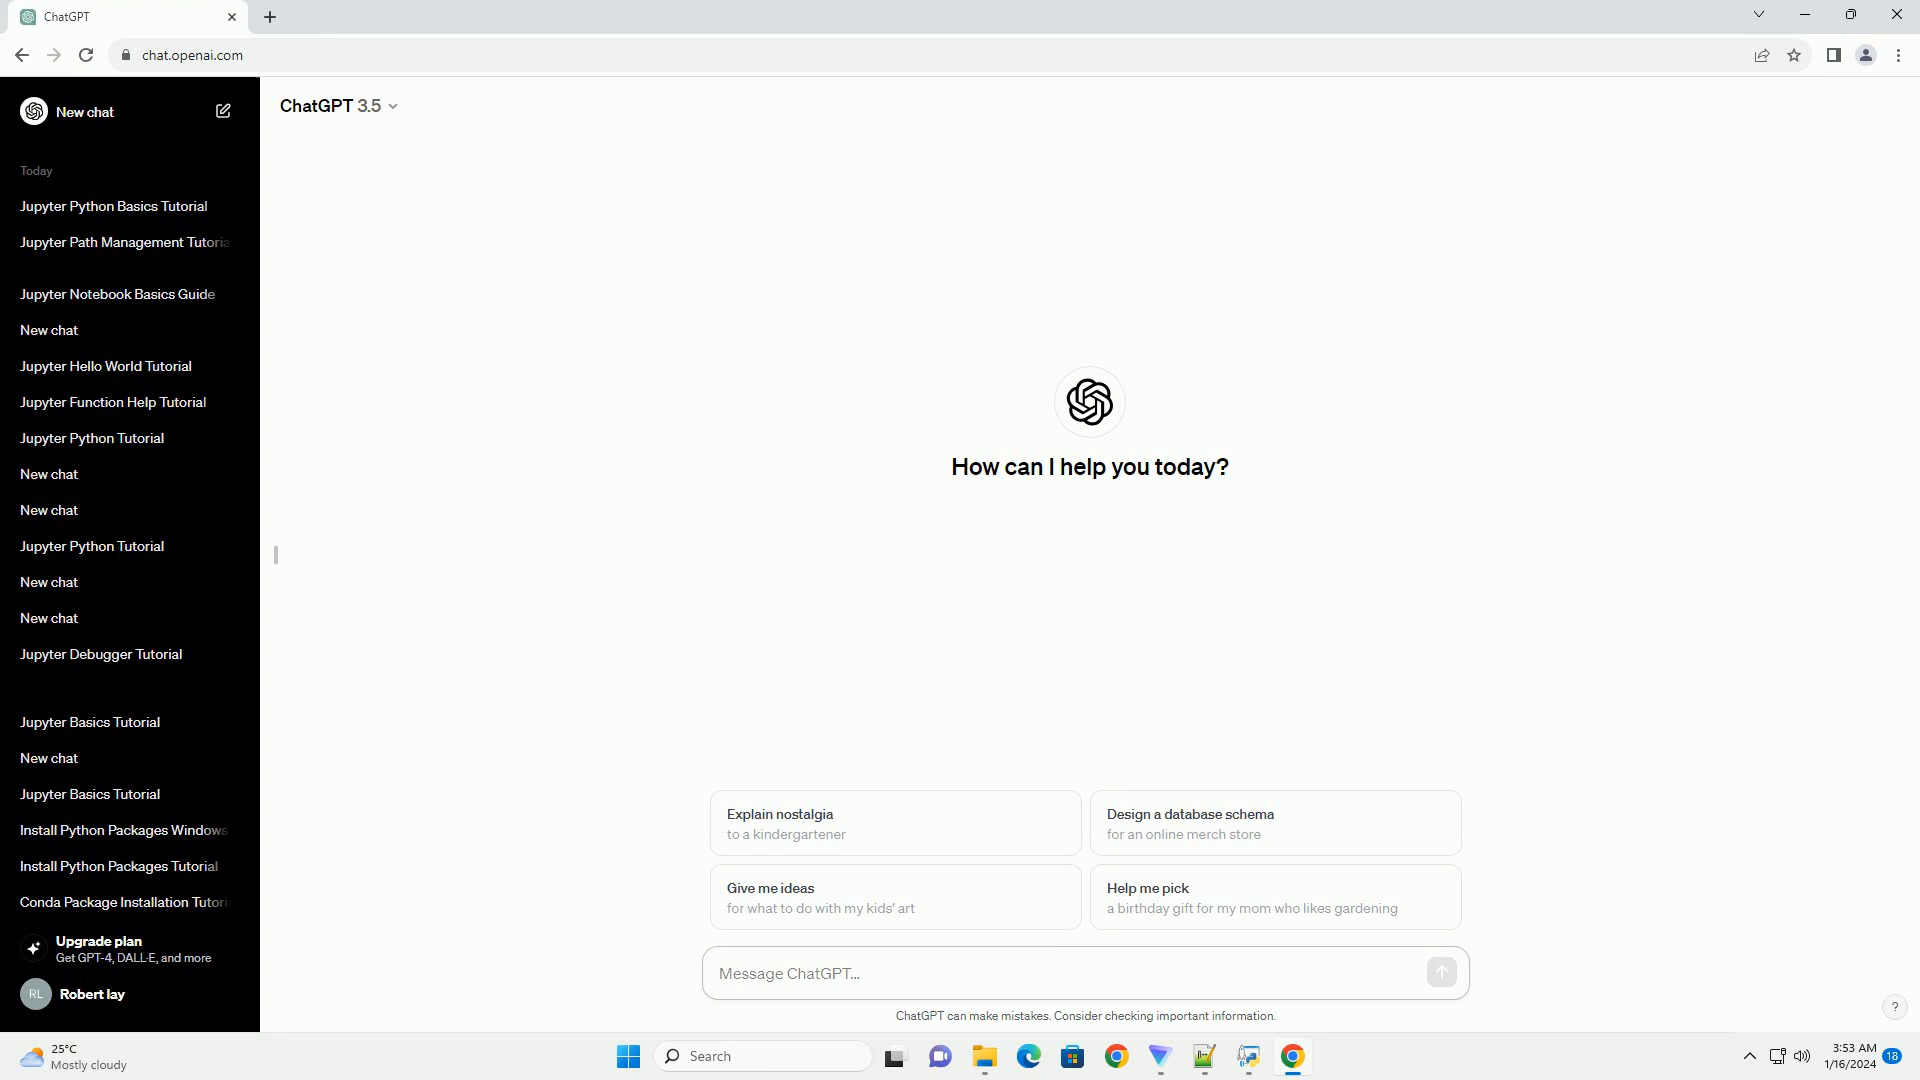 ChatGPT
chat.openai.com
New chat
ChatGPT 3.5
Today
Jupyter Python Basics Tutorial
Jupyter Path Management Tutoria
Jupyter Notebook Basics Guide
New chat
Jupyter Hello World Tutorial
Jupyter Function Help Tutorial
Jupyter Python Tutorial
New chat
New chat
Jupyter Python Tutorial
New chat
New chat
Jupyter Debugger Tutorial
Jupyter Basics Tutorial
New chat
Jupyter Basics Tutorial
Install Python Packages Windows
Install Python Packages Tutorial
Conda Package Installation Tutori
Upgrade plan
Get GPT-4, DALL·E, and more
RL
Robert lay
How can I help you today?
Explain nostalgia
to a kindergartener
Design a database schema
for an online merch store
Give me ideas
for what to do with my kids' art
Help me pick
a birthday gift for my mom who likes gardening
Message ChatGPT...
ChatGPT can make mistakes. Consider checking important information.
?
25°C
Mostly cloudy
Search
3:53 AM
1/16/2024
18